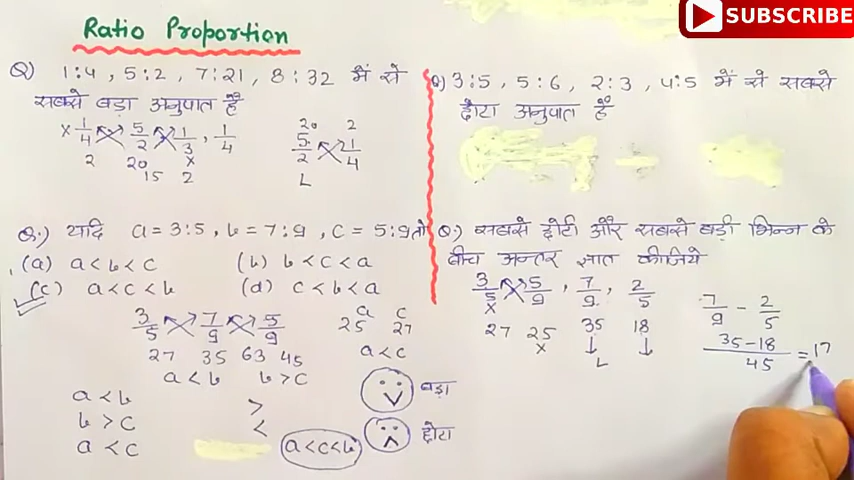 SUBSCRIBE
Ratio Proportion
Q) 1:4 , 5:2 , 7:21 , 8:32 में से
सबसे बड़ा अनुपात है
x 1/4 5/2 1/3 , 1/4
2 20 x
15 2
20 2
5/2 1/4
L
Q) 3:5 , 5:6 , 2:3 , 4:5 में से सबसे
छोटा अनुपात है
Q.) यदि a = 3:5 , b = 7:9 , c = 5:9 तो
(a) a < b < c (b) b < c < a
(c) a < c < b (d) c < b < a
3/5 7/9 5/9
27 35 63 45
a < b b > c
a c
25 27
a < c
a < b
b > c
a < c
>
<
a < c < b
बड़ा
छोटा
Q.) सबसे छोटी और सबसे बड़ी भिन्न के
बीच अन्तर ज्ञात कीजिये
3/5 5/9 , 7/9 , 2/5
x
27 25 35 18
x ↓ ↓
L
7/9 - 2/5
35-18/45 = 17